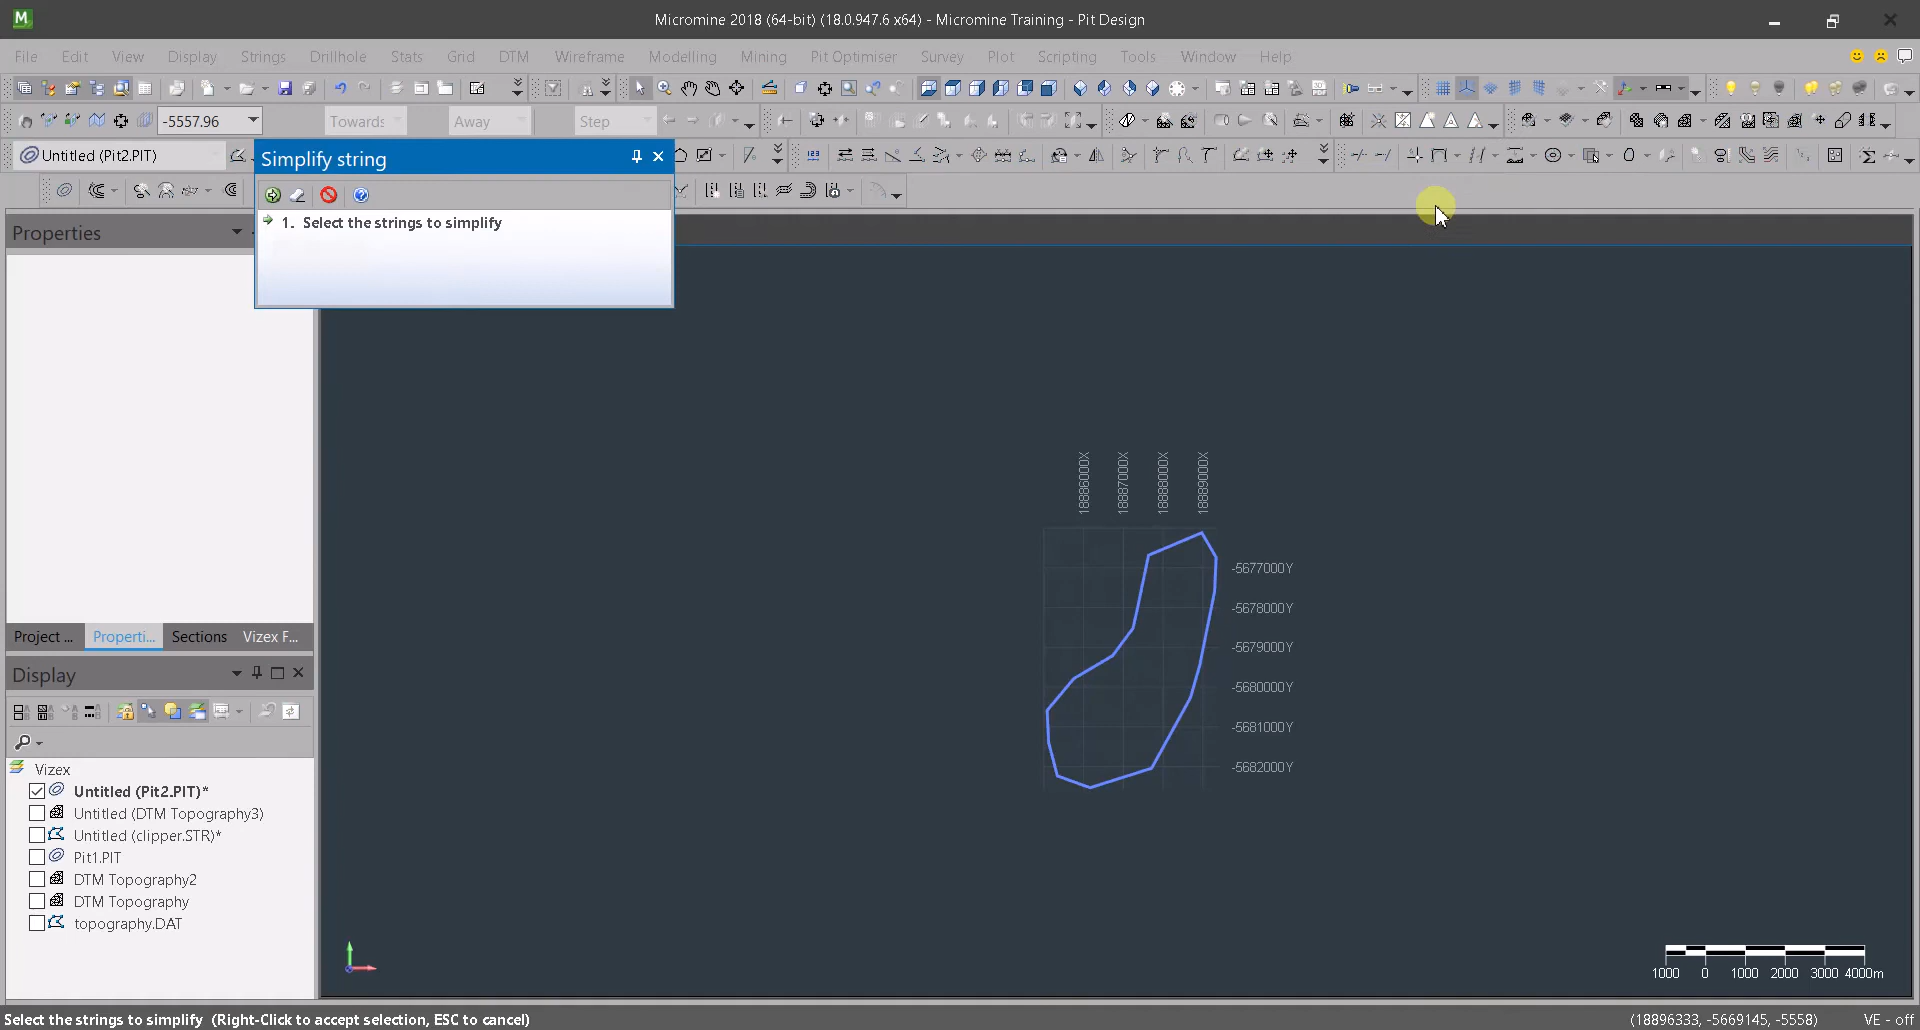 M
Micromine 2018 (64-bit) (18.0.947.6 x64) - Micromine Training - Pit Design
File Edit View Display Strings Drillhole Stats Grid DTM Wireframe Modelling Mining Pit Optimiser Survey Plot Scripting Tools Window Help
-5557.96 Towards Away Step
Untitled (Pit2.PIT)
Simplify string
1. Select the strings to simplify
Properties
18886000X
18887000X
18888000X
18889000X
-5677000Y
-5678000Y
-5679000Y
-5680000Y
-5681000Y
-5682000Y
Project ... Properti... Sections Vizex F...
Display
Vizex
Untitled (Pit2.PIT)*
Untitled (DTM Topography3)
Untitled (clipper.STR)*
Pit1.PIT
DTM Topography2
DTM Topography
topography.DAT
1000 0 1000 2000 3000 4000m
Select the strings to simplify (Right-Click to accept selection, ESC to cancel)
(18896333, -5669145, -5558) VE - off